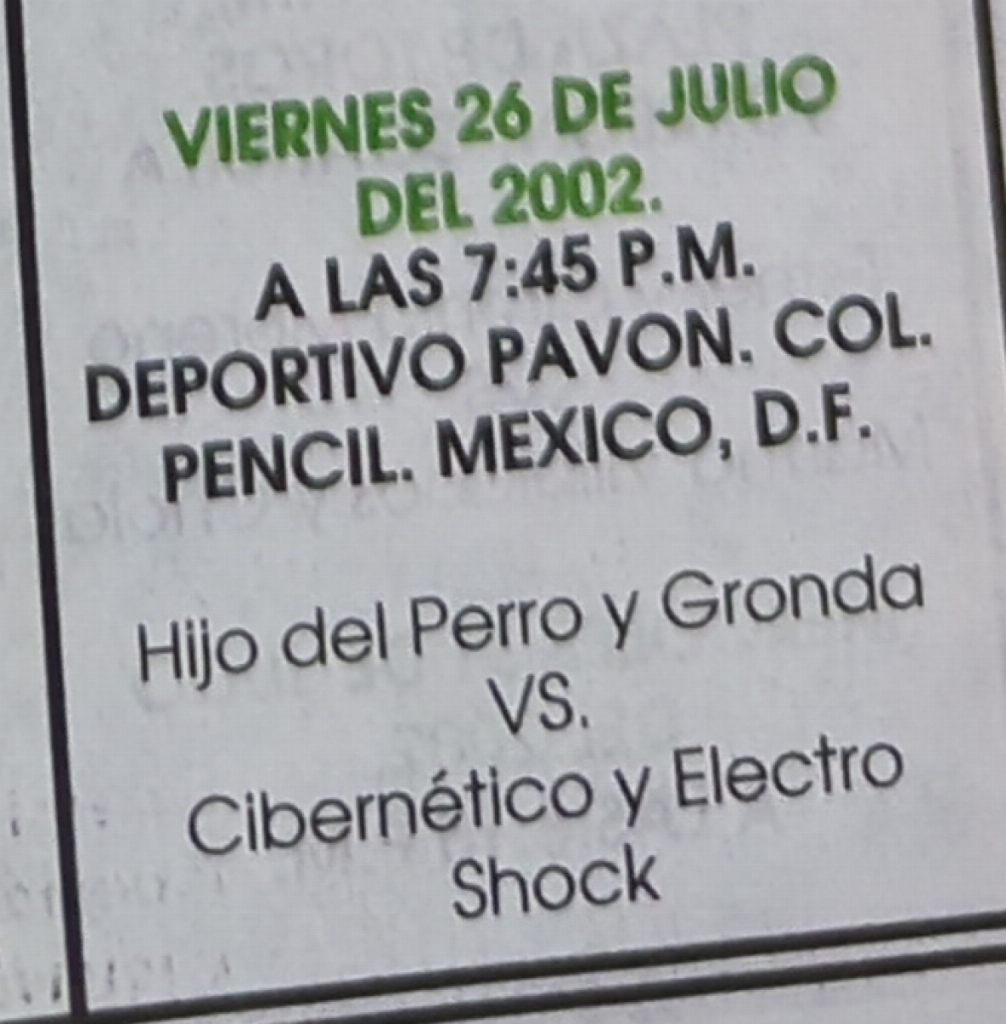 VIERNES 26 DE JULIO
DEL 2002.
A LAS 7:45 P.M.
DEPORTIVO PAVON. COL.
PENCIL. MEXICO, D.F.
Hijo del Perro y Gronda
VS.
Cibernético y Electro
Shock